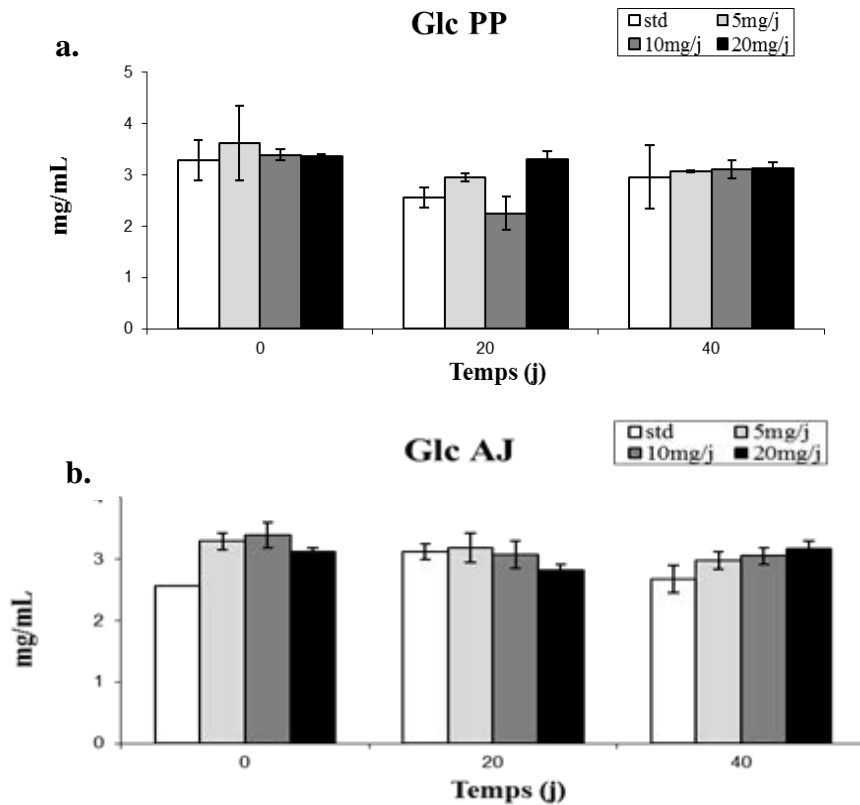 a.
Glc PP
std 5mg/j
10mg/j 20mg/j
5
4
3
2
1
0
mg/mL
0 20 40
Temps (j)
b.
Glc AJ
std 5mg/j
10mg/j 20mg/j
4
3
2
1
0
mg/mL
0 20 40
Temps (j)